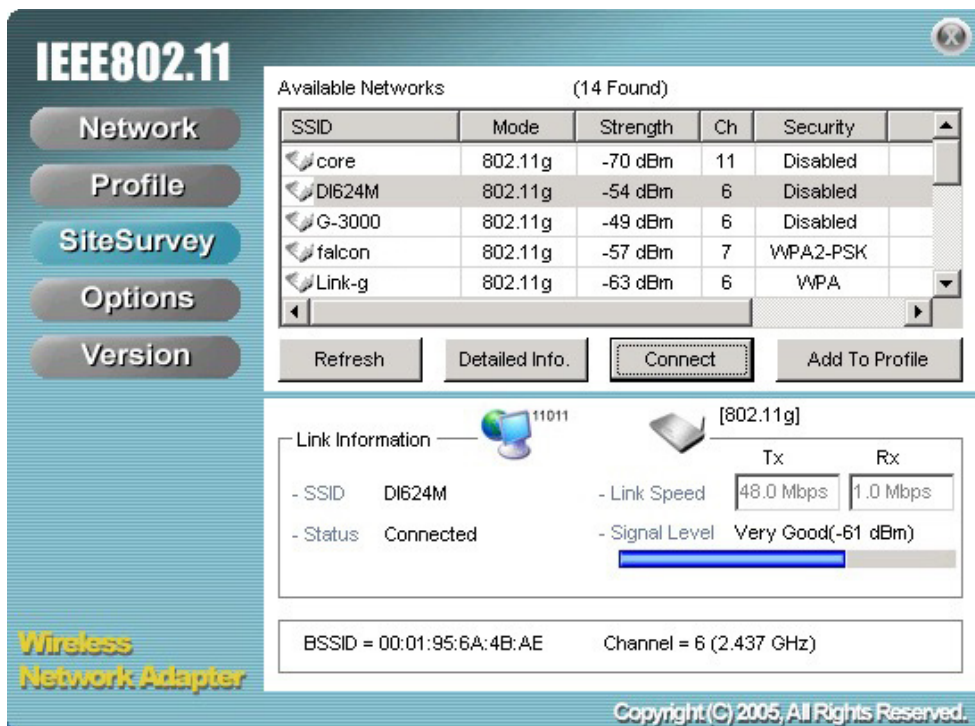 IEEE802.11
Network
Profile
SiteSurvey
Options
Version
Wireless
Network Adapter
Available Networks (14 Found)
SSID Mode Strength Ch Security
core 802.11g -70 dBm 11 Disabled
DI624M 802.11g -54 dBm 6 Disabled
G-3000 802.11g -49 dBm 6 Disabled
falcon 802.11g -57 dBm 7 WPA2-PSK
Link-g 802.11g -63 dBm 6 WPA
Refresh Detailed Info. Connect Add To Profile
11011 [802.11g]
Link Information
Tx Rx
- SSID DI624M - Link Speed 48.0 Mbps 1.0 Mbps
- Status Connected - Signal Level Very Good(-61 dBm)
BSSID = 00:01:95:6A:4B:AE Channel = 6 (2.437 GHz)
Copyright (C) 2005, All Rights Reserved.